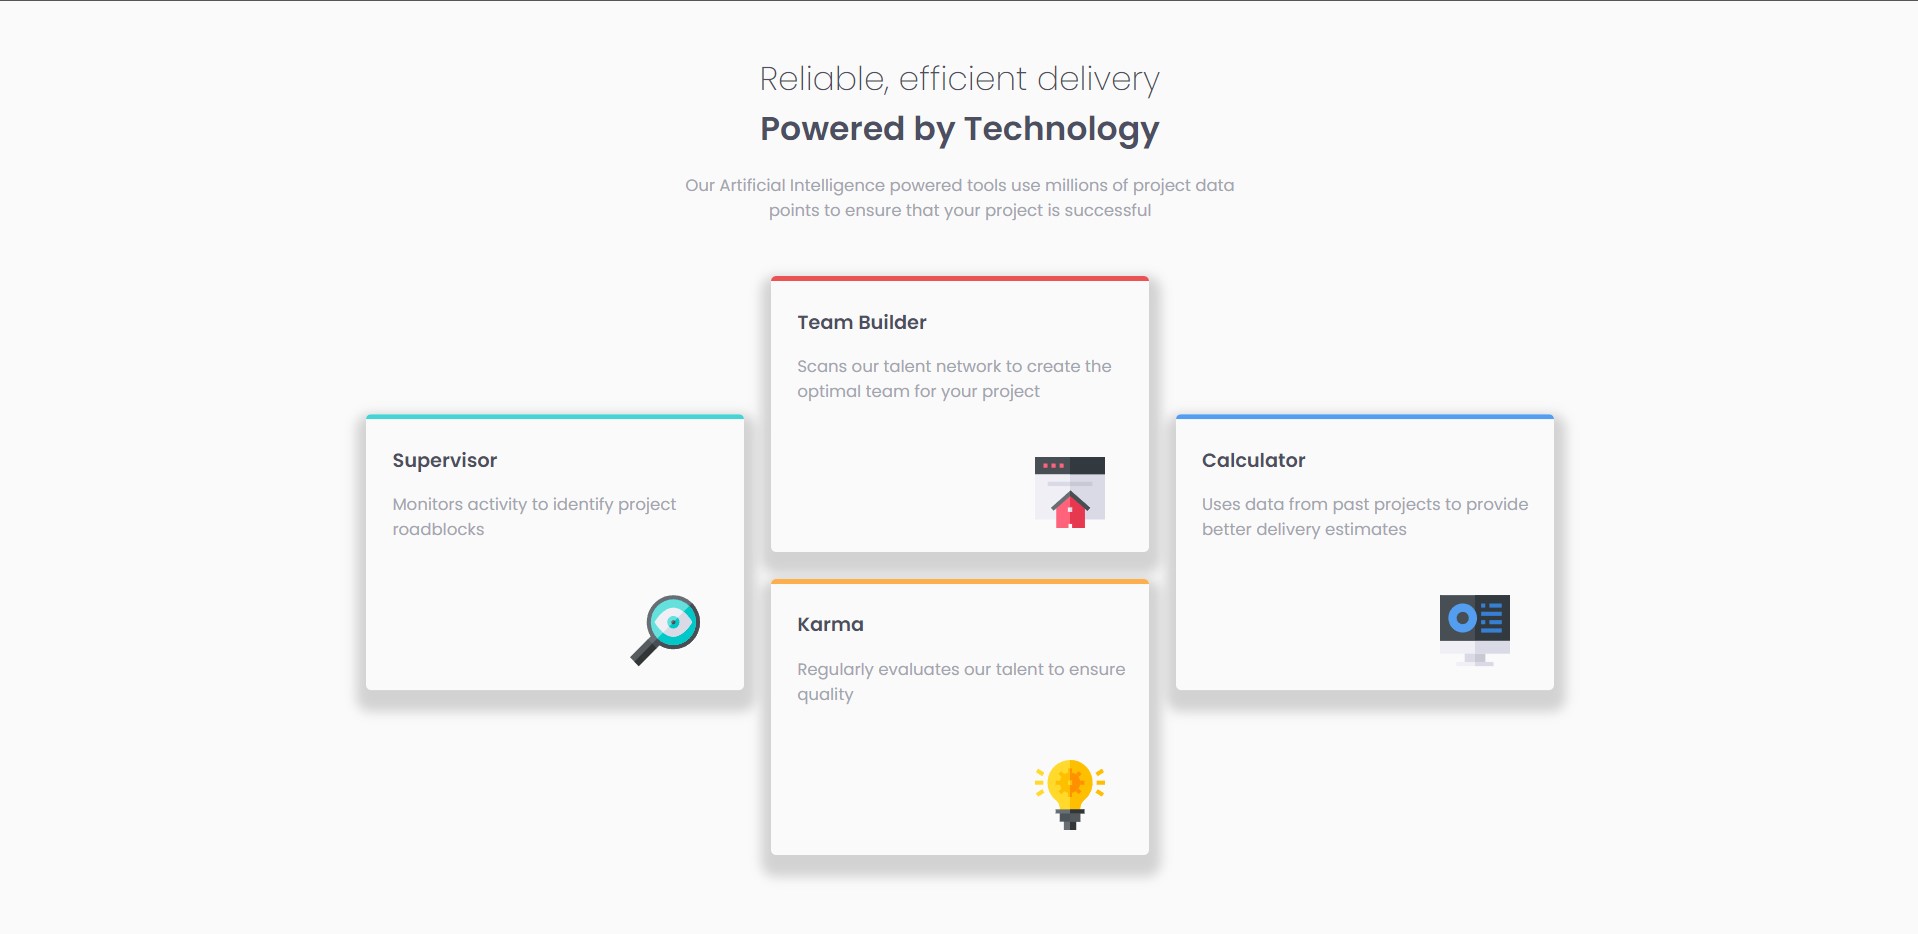 Reliable, efficient delivery
Powered by Technology
Our Artificial Intelligence powered tools use millions of project data
points to ensure that your project is successful
Team Builder
Scans our talent network to create the
optimal team for your project
Supervisor
Monitors activity to identify project
roadblocks
Calculator
Uses data from past projects to provide
better delivery estimates
Karma
Regularly evaluates our talent to ensure
quality